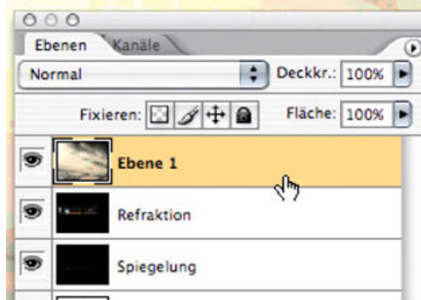 Ebenen Kanäle
Normal Deckkr.: 100%
Fixieren: Fläche: 100%
Ebene 1
Refraktion
Spiegelung